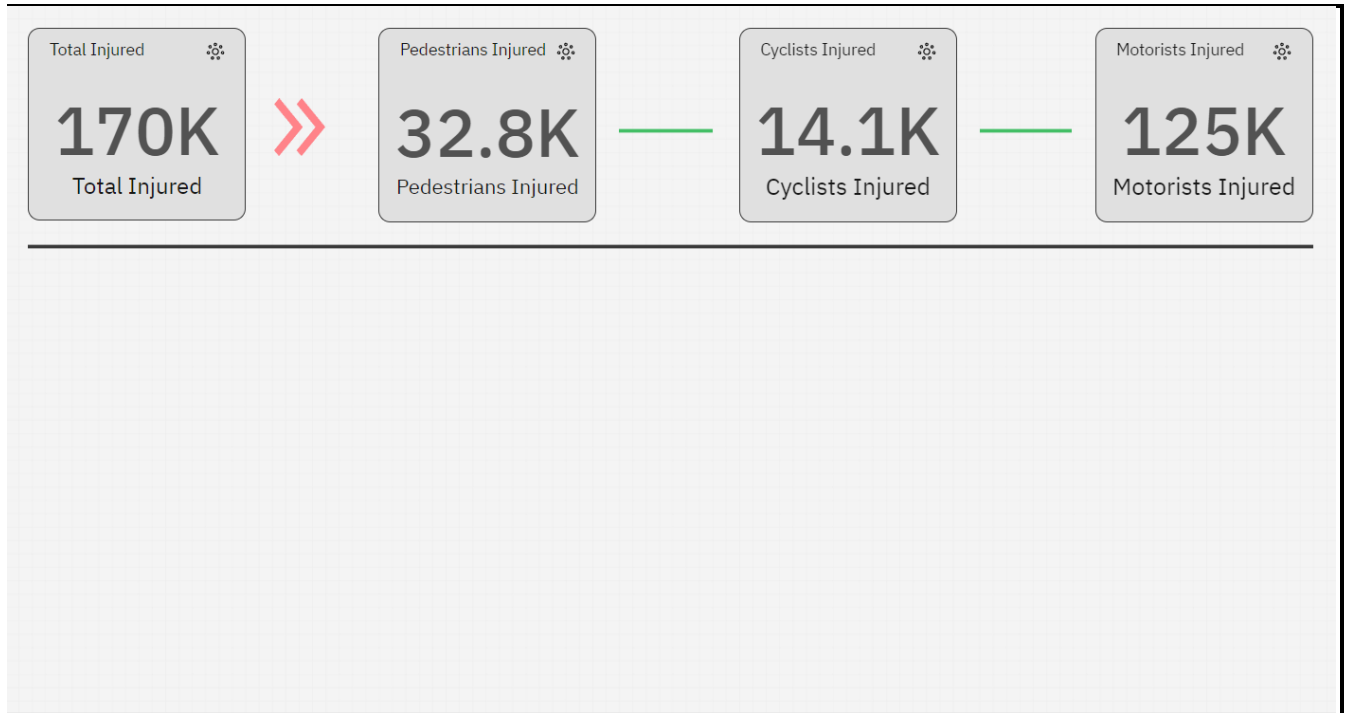 Total Injured
170K
Total Injured
Pedestrians Injured
32.8K
Pedestrians Injured
Cyclists Injured
14.1K
Cyclists Injured
Motorists Injured
125K
Motorists Injured